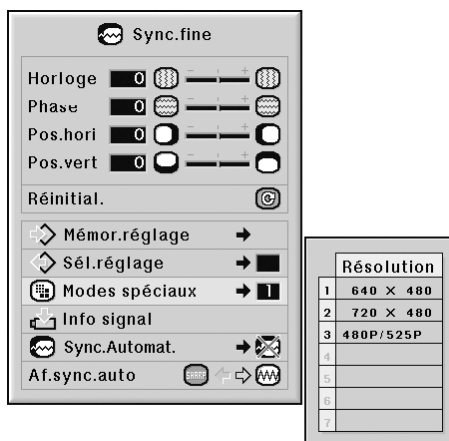 Sync.fine
Horloge 0 - +
Phase 0 - +
Pos.hori 0 - +
Pos.vert 0 - +
Réinitial.
Mémor.réglage
Sél.réglage
Modes spéciaux 1
Info signal
Sync.Automat.
Af.sync.auto SHARP
Résolution
1 640 × 480
2 720 × 480
3 480P/525P
4
5
6
7